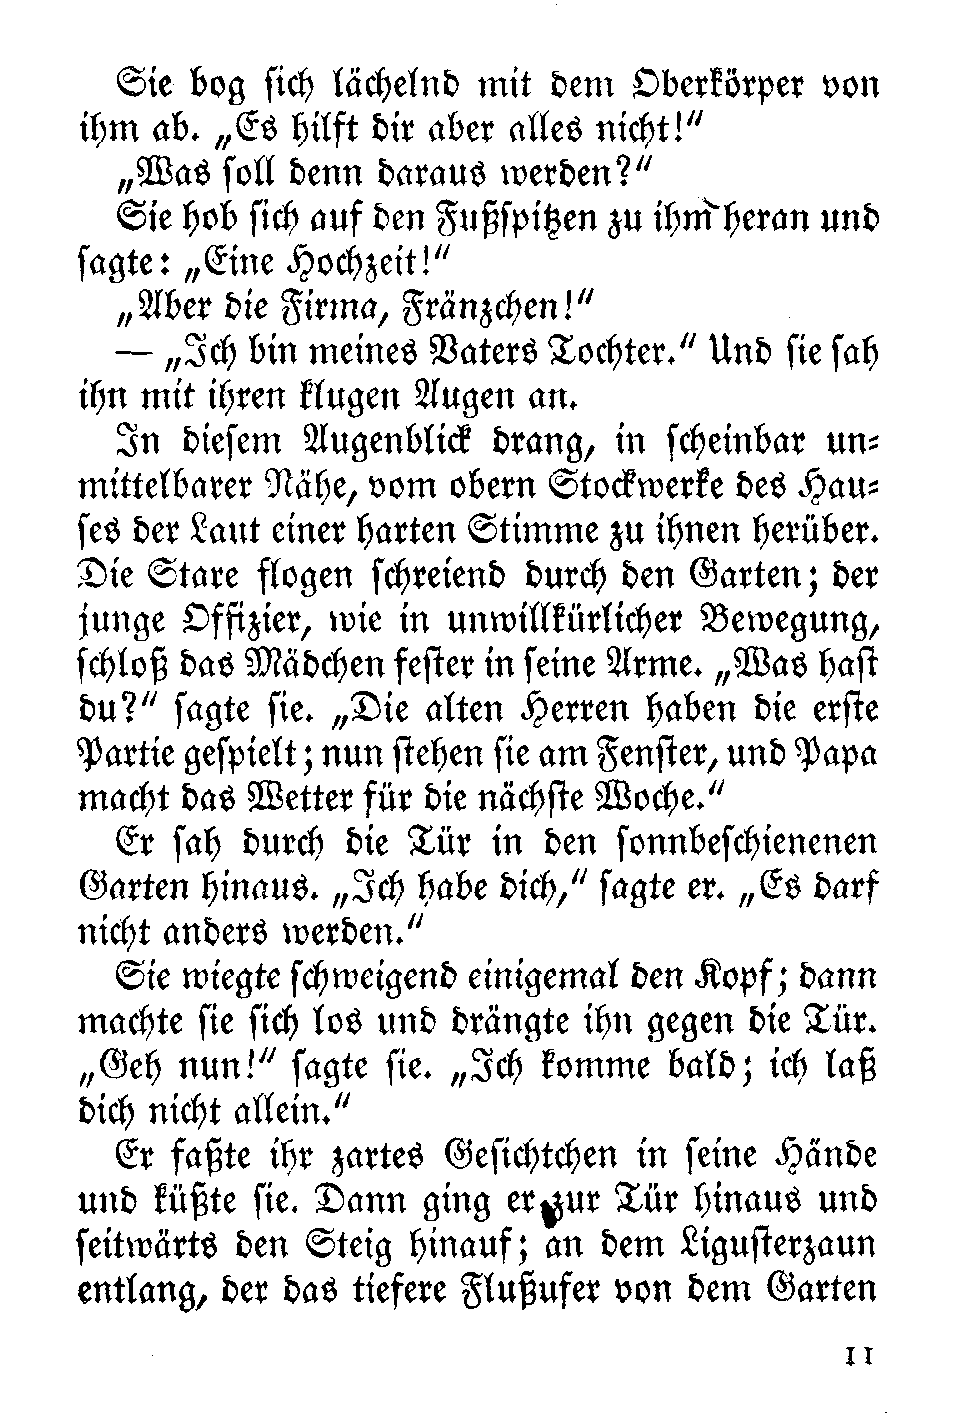 Sie bog sich lächelnd mit dem Oberkörper von
ihm ab. „Es hilft dir aber alles nicht!“
„Was soll denn daraus werden?“
Sie hob sich auf den Fußspitzen zu ihm heran und
sagte: „Eine Hochzeit!“
„Aber die Firma, Fränzchen!“
— „Ich bin meines Vaters Tochter.“ Und sie sah
ihn mit ihren klugen Augen an.
In diesem Augenblick drang, in scheinbar un-
mittelbarer Nähe, vom obern Stockwerke des Hau-
ses der Laut einer harten Stimme zu ihnen herüber.
Die Stare flogen schreiend durch den Garten; der
junge Offizier, wie in unwillkürlicher Bewegung,
schloß das Mädchen fester in seine Arme. „Was hast
du?“ sagte sie. „Die alten Herren haben die erste
Partie gespielt; nun stehen sie am Fenster, und Papa
macht das Wetter für die nächste Woche.“
Er sah durch die Tür in den sonnbeschienenen
Garten hinaus. „Ich habe dich,“ sagte er. „Es darf
nicht anders werden.“
Sie wiegte schweigend einigemal den Kopf; dann
machte sie sich los und drängte ihn gegen die Tür.
„Geh nun!“ sagte sie. „Ich komme bald; ich laß
dich nicht allein.“
Er faßte ihr zartes Gesichtchen in seine Hände
und küßte sie. Dann ging er zur Tür hinaus und
seitwärts den Steig hinauf; an dem Ligusterzaun
entlang, der das tiefere Flußufer von dem Garten
11